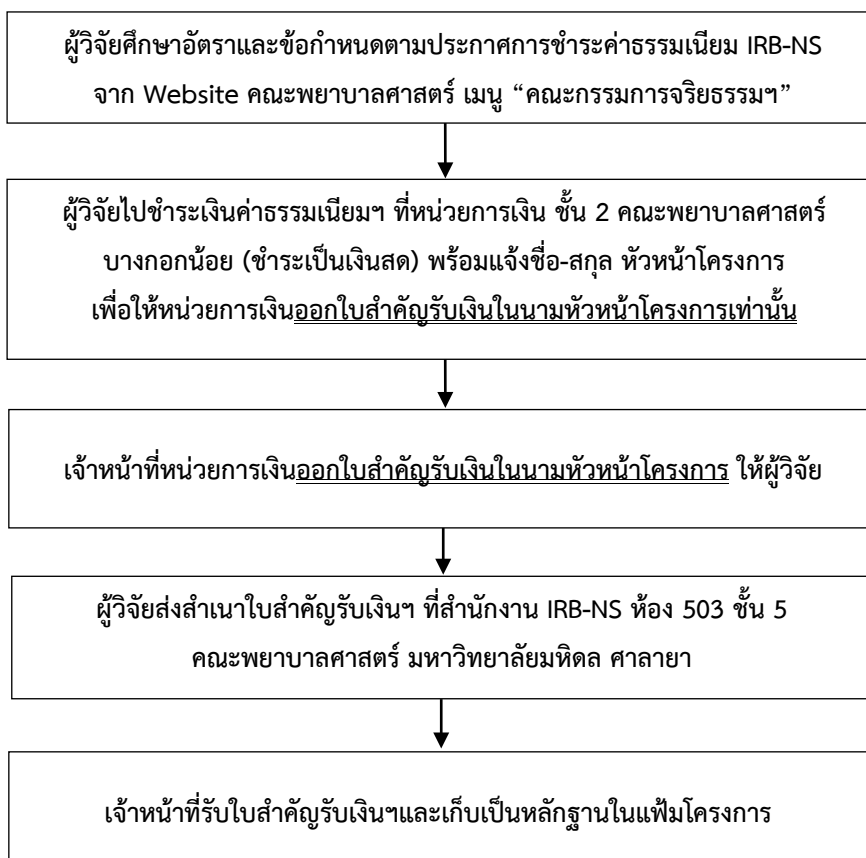 ผู้วิจัยศึกษาอัตราและข้อกำหนดตามประกาศการชำระค่าธรรมเนียม IRB-NS
จาก Website คณะพยาบาลศาสตร์ เมนู “คณะกรรมการจริยธรรมฯ”
ผู้วิจัยไปชำระเงินค่าธรรมเนียมฯ ที่หน่วยการเงิน ชั้น 2 คณะพยาบาลศาสตร์
บางกอกน้อย (ชำระเป็นเงินสด) พร้อมแจ้งชื่อ-สกุล หัวหน้าโครงการ
เพื่อให้หน่วยการเงินออกใบสำคัญรับเงินในนามหัวหน้าโครงการเท่านั้น
เจ้าหน้าที่หน่วยการเงินออกใบสำคัญรับเงินในนามหัวหน้าโครงการ ให้ผู้วิจัย
ผู้วิจัยส่งสำเนาใบสำคัญรับเงินฯ ที่สำนักงาน IRB-NS ห้อง 503 ชั้น 5
คณะพยาบาลศาสตร์ มหาวิทยาลัยมหิดล ศาลายา
เจ้าหน้าที่รับใบสำคัญรับเงินฯและเก็บเป็นหลักฐานในแฟ้มโครงการ